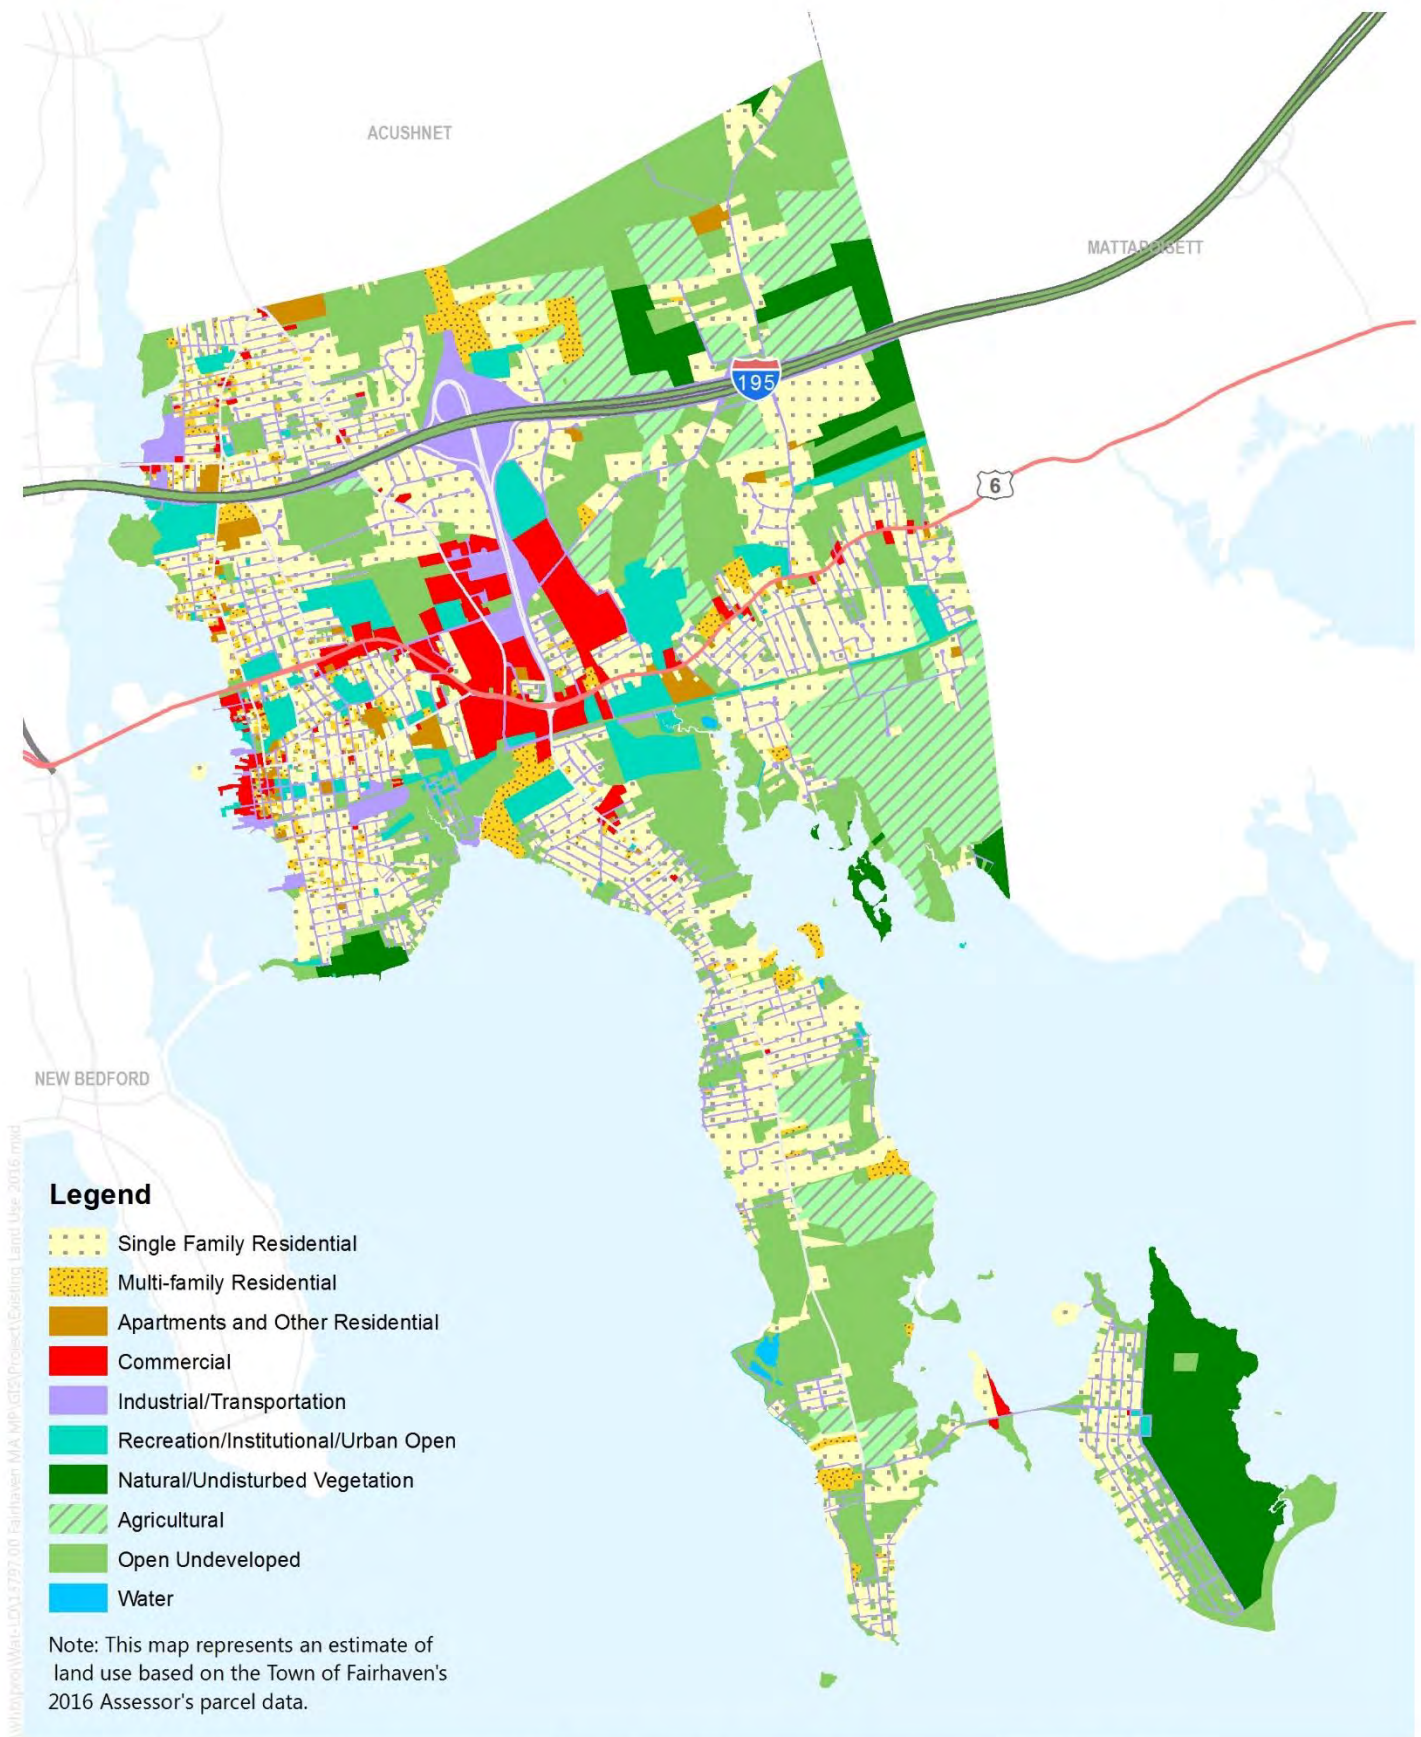 ACUSHNET
MATTAPOISETT
195
6
NEW BEDFORD
Legend
Single Family Residential
Multi-family Residential
Apartments and Other Residential
Commercial
Industrial/Transportation
Recreation/Institutional/Urban Open
Natural/Undisturbed Vegetation
Agricultural
Open Undeveloped
Water
Note: This map represents an estimate of
land use based on the Town of Fairhaven's
2016 Assessor's parcel data.